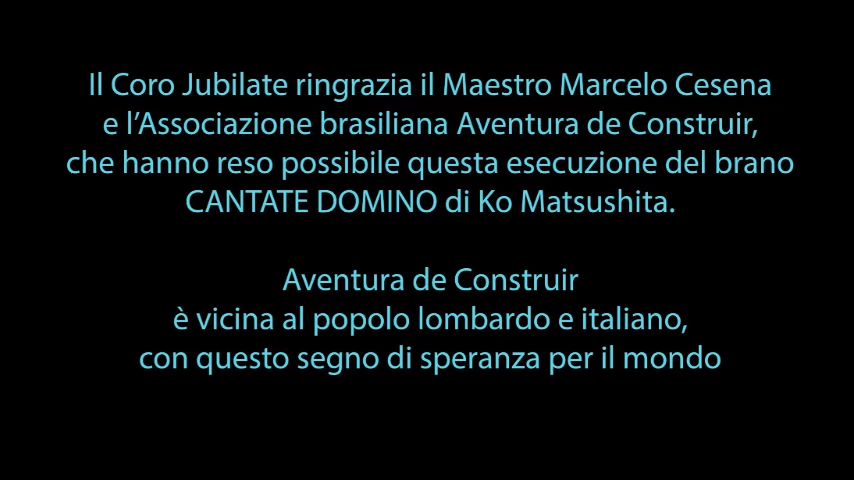 Il Coro Jubilate ringrazia il Maestro Marcelo Cesena
e l’Associazione brasiliana Aventura de Construir,
che hanno reso possibile questa esecuzione del brano
CANTATE DOMINO di Ko Matsushita.
Aventura de Construir
è vicina al popolo lombardo e italiano,
con questo segno di speranza per il mondo